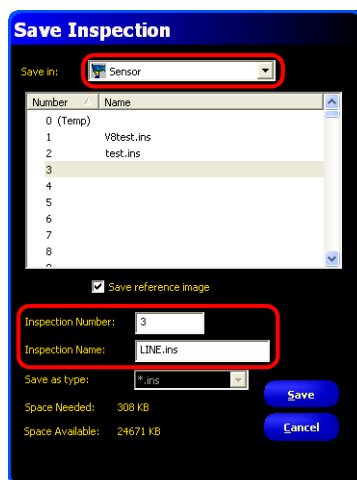 Save Inspection
Save in: Sensor
Number Name
0 (Temp)
1 V8test.ins
2 test.ins
3
4
5
6
7
8
Save reference image
Inspection Number: 3
Inspection Name: LINE.ins
Save as type: *.ins
Save
Space Needed: 308 KB
Cancel
Space Available: 24671 KB